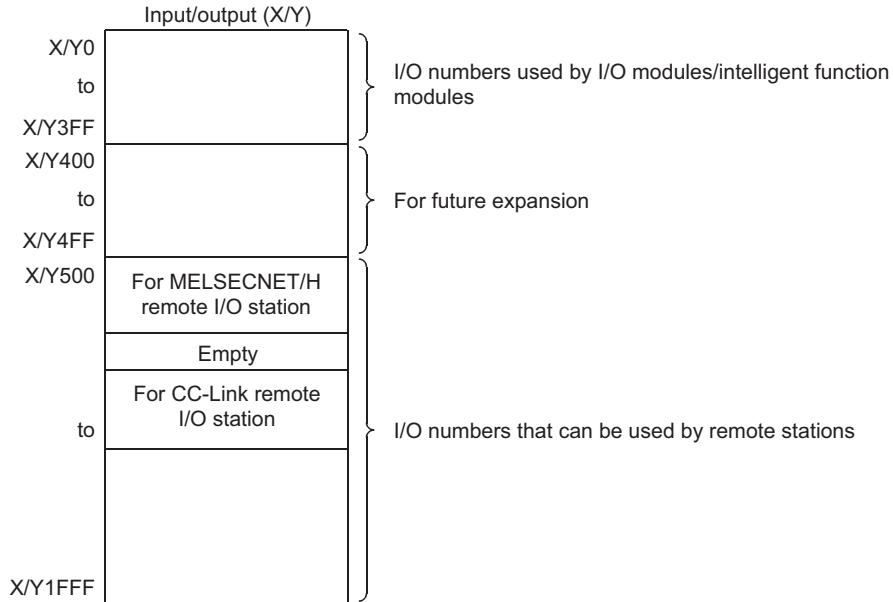 Input/output (X/Y)
X/Y0
to
X/Y3FF
I/O numbers used by I/O modules/intelligent function
modules
X/Y400
to
X/Y4FF
For future expansion
X/Y500
For MELSECNET/H
remote I/O station
Empty
For CC-Link remote
I/O station
to
I/O numbers that can be used by remote stations
X/Y1FFF